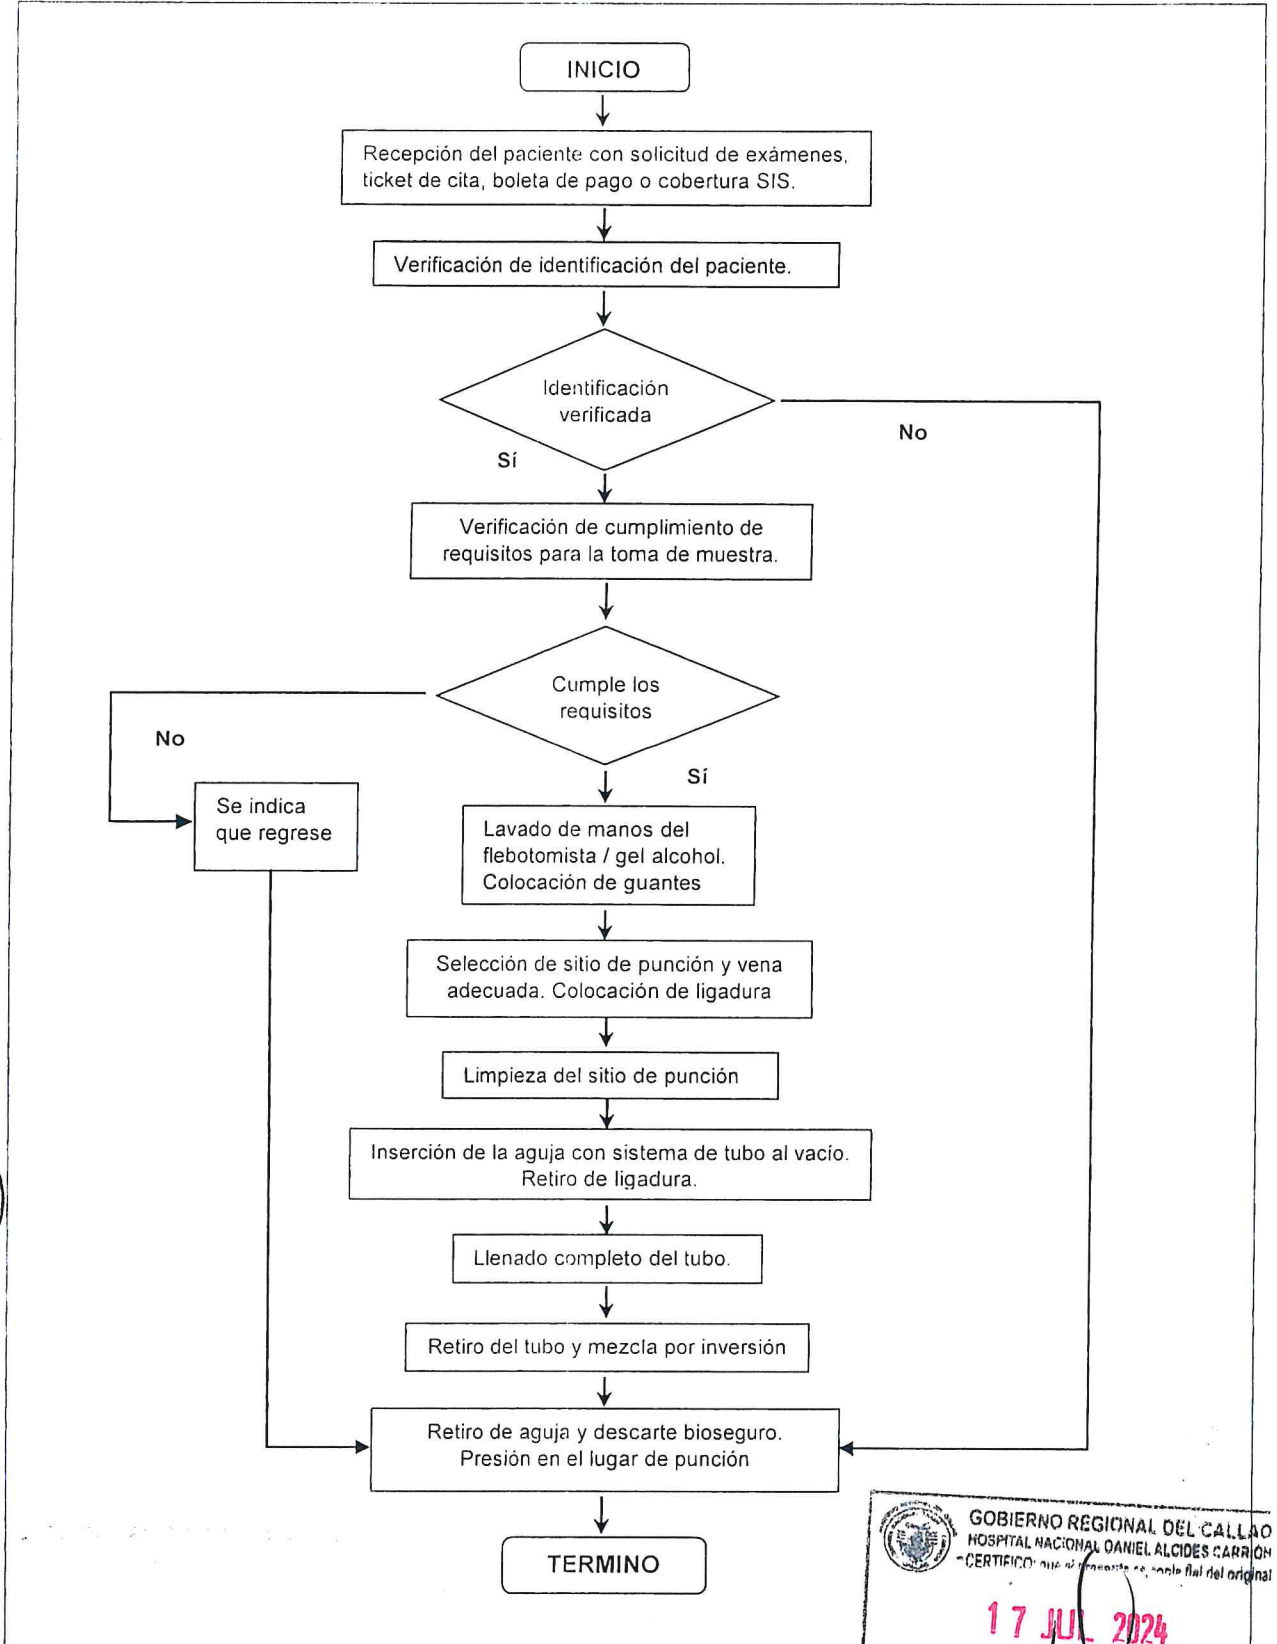 INICIO
Recepción del paciente con solicitud de exámenes,
ticket de cita, boleta de pago o cobertura SIS.
Verificación de identificación del paciente.
Identificación
verificada
No
Sí
Verificación de cumplimiento de
requisitos para la toma de muestra.
Cumple los
requisitos
No
Sí
Se indica
que regrese
Lavado de manos del
flebotomista / gel alcohol.
Colocación de guantes
Selección de sitio de punción y vena
adecuada. Colocación de ligadura
Limpieza del sitio de punción
Inserción de la aguja con sistema de tubo al vacío.
Retiro de ligadura.
Llenado completo del tubo.
Retiro del tubo y mezcla por inversión
Retiro de aguja y descarte bioseguro.
Presión en el lugar de punción
TERMINO
GOBIERNO REGIONAL DEL CALLAO
HOSPITAL NACIONAL DANIEL ALCIDES CARRIÓN
"CERTIFICO: que el presente es copia fiel del original
17 JUL 2024